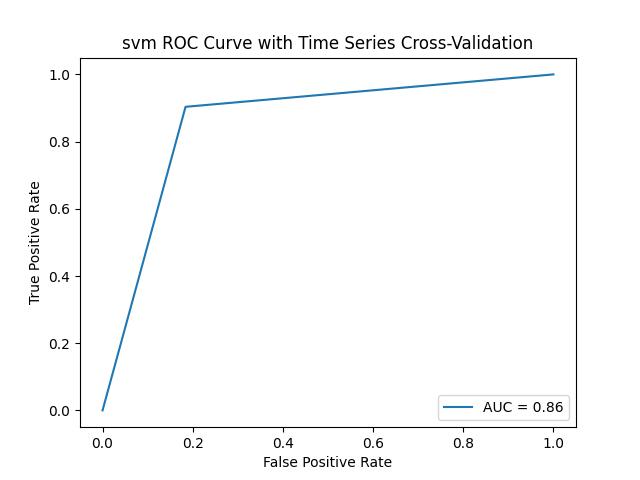 svm ROC Curve with Time Series Cross-Validation
1.0
0.8
0.6
0.4
0.2
0.0
True Positive Rate
AUC = 0.86
0.0 0.2 0.4 0.6 0.8 1.0
False Positive Rate